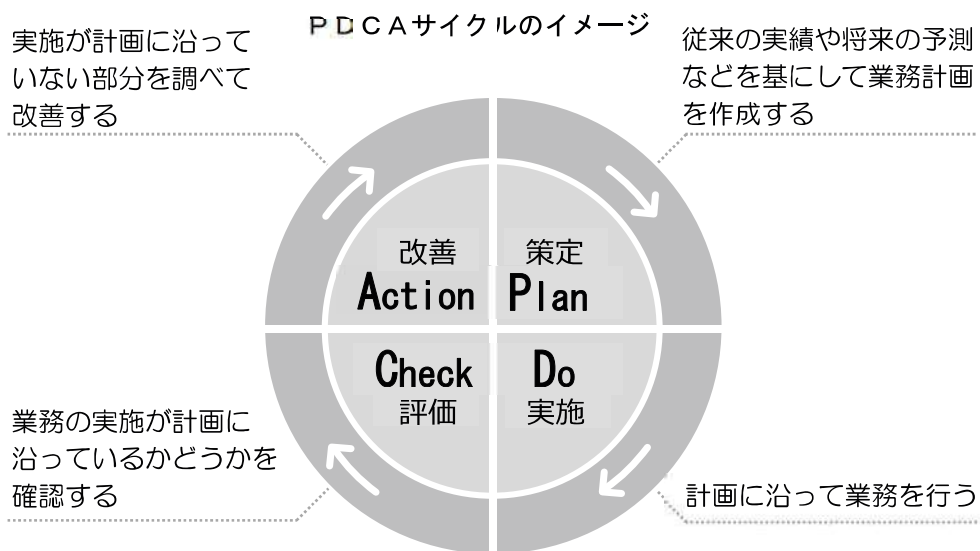 PDCAサイクルのイメージ
実施が計画に沿って
いない部分を調べて
改善する
従来の実績や将来の予測
などを基にして業務計画
を作成する
改善
Action
策定
Plan
Check
評価
Do
実施
業務の実施が計画に
沿っているかどうかを
確認する
計画に沿って業務を行う